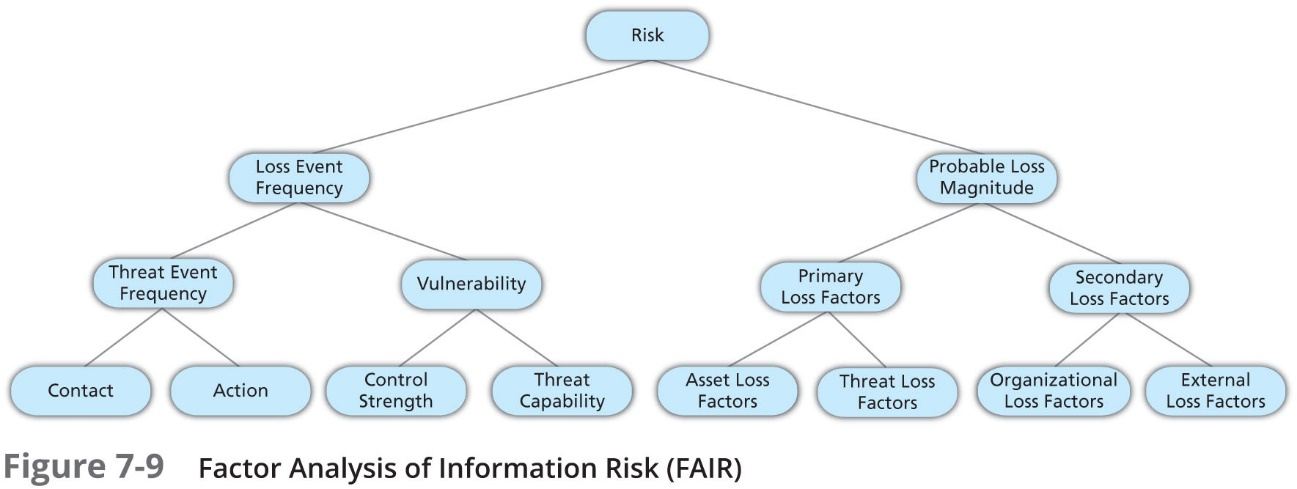 Risk
Loss Event
Frequency
Probable Loss
Magnitude
Threat Event
Frequency
Vulnerability
Primary
Loss Factors
Secondary
Loss Factors
Contact
Action
Control
Strength
Threat
Capability
Asset Loss
Factors
Threat Loss
Factors
Organizational
Loss Factors
External
Loss Factors
Figure 7-9 Factor Analysis of Information Risk (FAIR)